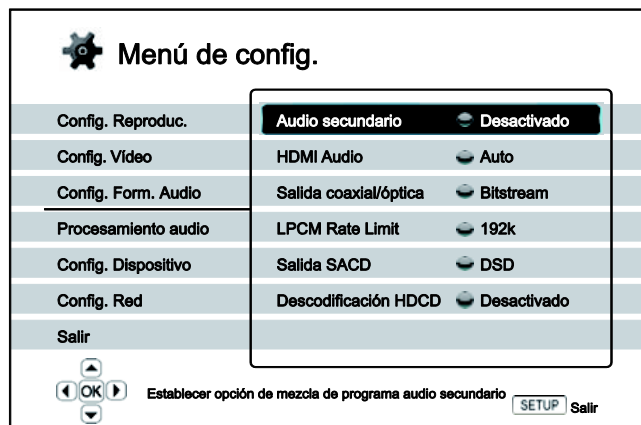 Menú de config.
Config. Reproduc.
Audio secundario Desactivado
Config. Vídeo
HDMI Audio Auto
Config. Form. Audio
Salida coaxial/óptica Bitstream
Procesamiento audio
LPCM Rate Limit 192k
Config. Dispositivo
Salida SACD DSD
Config. Red
Descodificación HDCD Desactivado
Salir
OK
Establecer opción de mezcla de programa audio secundario
SETUP Salir